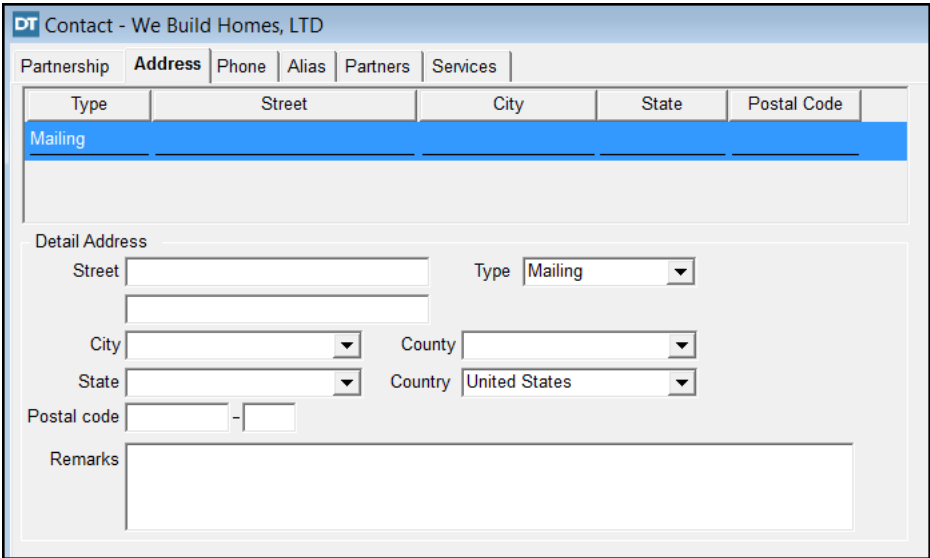 DT Contact - We Build Homes, LTD
Partnership Address Phone Alias Partners Services
Type Street City State Postal Code
Mailing
Detail Address
Street Type Mailing
City County
State Country United States
Postal code -
Remarks